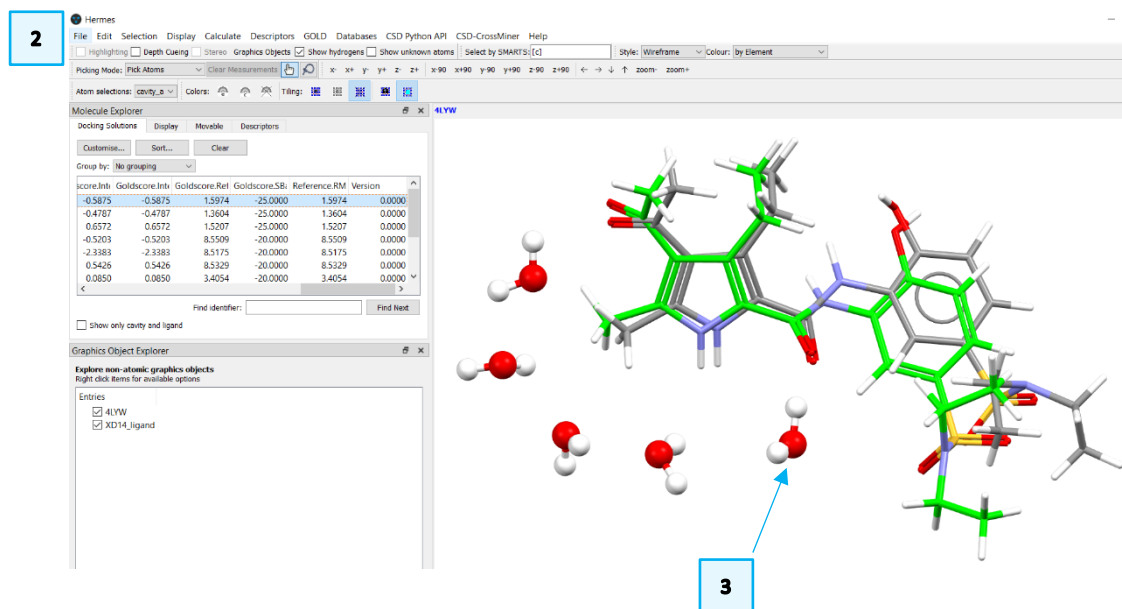 2
Hermes
File Edit Selection Display Calculate Descriptors GOLD Databases CSD Python API CSD-CrossMiner Help
Highlighting Depth Cueing Stereo Graphics Objects Show hydrogens Show unknown atoms Select by SMARTS: [c] Style: Wireframe Colour: by Element
Picking Mode: Pick Atoms Clear Measurements x- x+ y- y+ z- z+ x-90 x+90 y-90 y+90 z-90 z+90 ← → ↓ ↑ zoom- zoom+
Atom selections: cavity_a Colors: Tiling:
Molecule Explorer
4LYW
Docking Solutions Display Movable Descriptors
Customise... Sort... Clear
Group by: No grouping
score.Inte Goldscore.Inte Goldscore.Ref Goldscore.SBa Reference.RM Version
-0.5875 -0.5875 1.5974 -25.0000 1.5974 0.0000
-0.4787 -0.4787 1.3604 -25.0000 1.3604 0.0000
0.6572 0.6572 1.5207 -25.0000 1.5207 0.0000
-0.5203 -0.5203 8.5509 -20.0000 8.5509 0.0000
-2.3383 -2.3383 8.5175 -20.0000 8.5175 0.0000
0.5426 0.5426 8.5329 -20.0000 8.5329 0.0000
0.0850 0.0850 3.4054 -20.0000 3.4054 0.0000
Find identifier: Find Next
Show only cavity and ligand
Graphics Object Explorer
Explore non-atomic graphics objects
Right click items for available options
Entries
4LYW
XD14_ligand
3